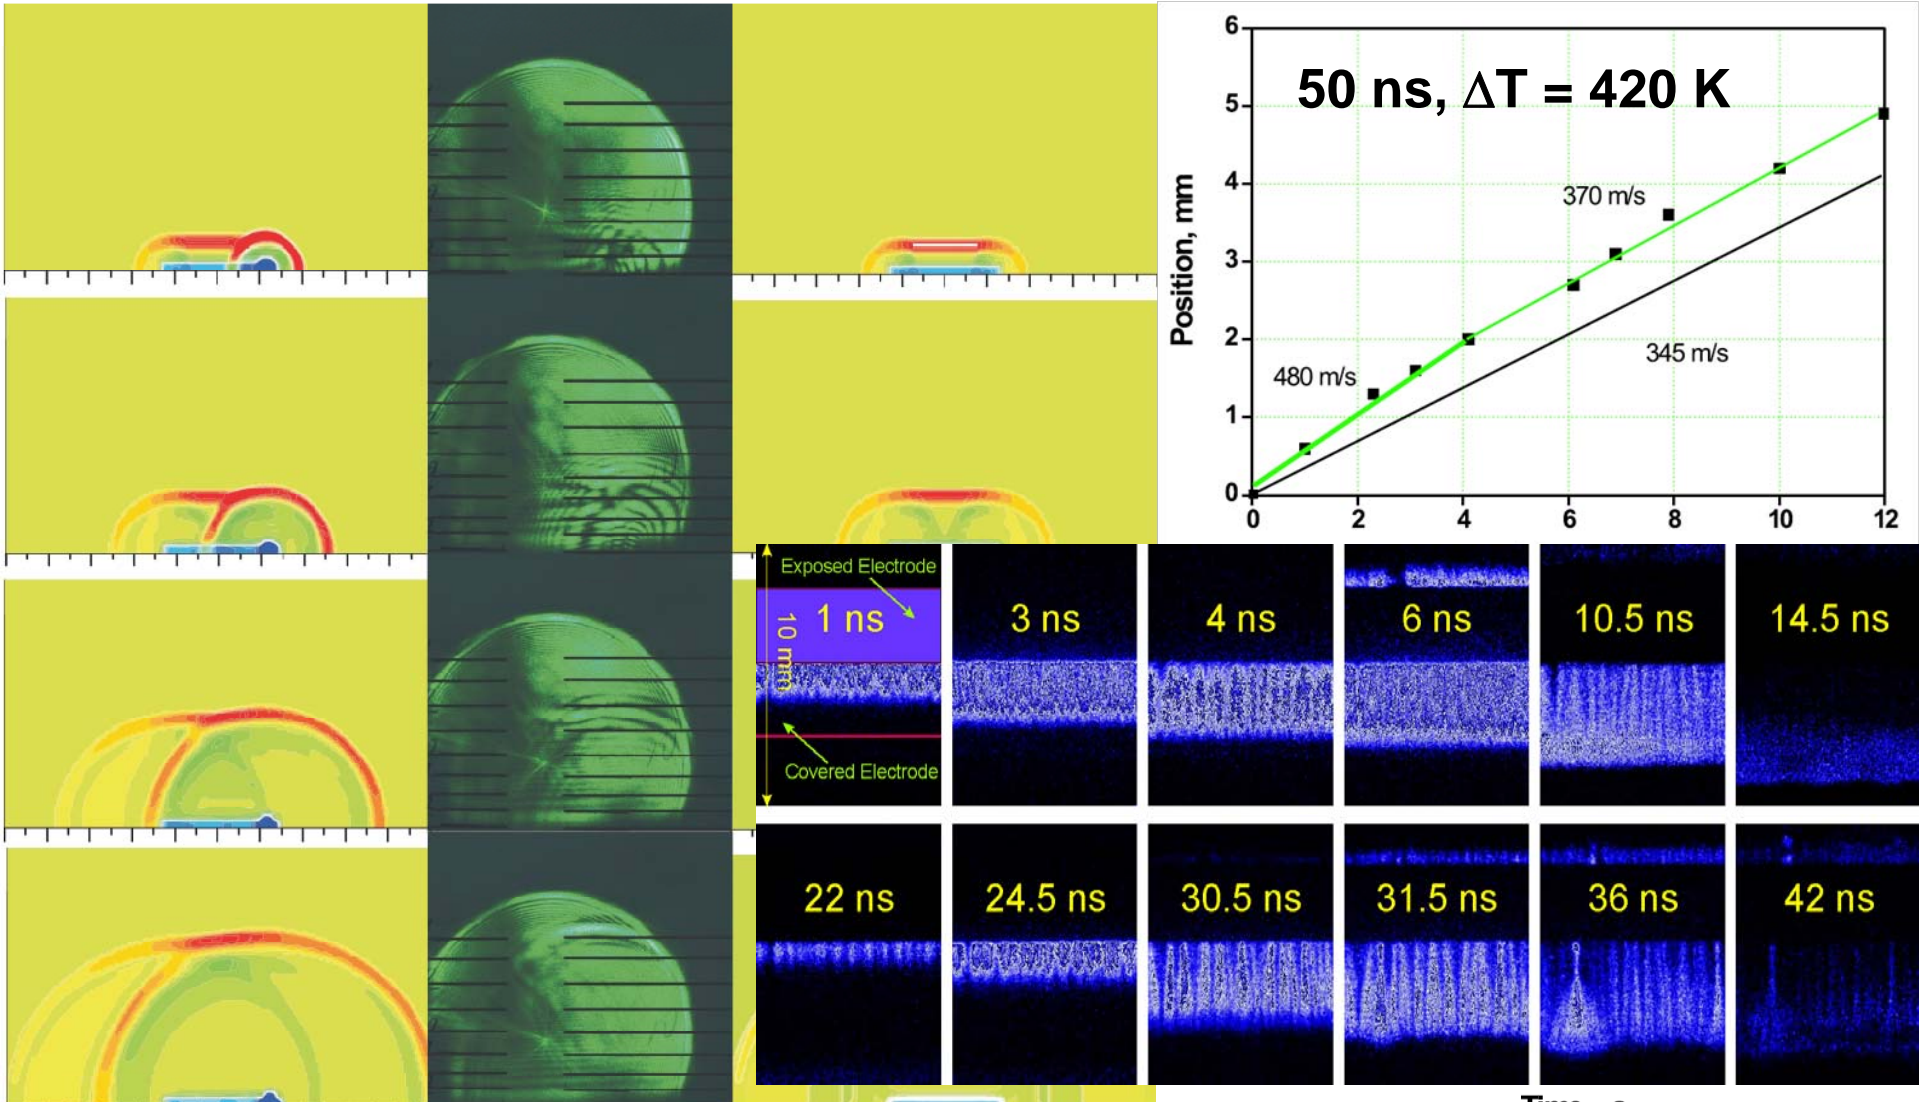 50 ns, ΔT = 420 K
6
5
4
3
2
1
0
Position, mm
370 m/s
480 m/s
345 m/s
0 2 4 6 8 10 12
Exposed Electrode
10 mm
Covered Electrode
1 ns
3 ns
4 ns
6 ns
10.5 ns
14.5 ns
22 ns
24.5 ns
30.5 ns
31.5 ns
36 ns
42 ns